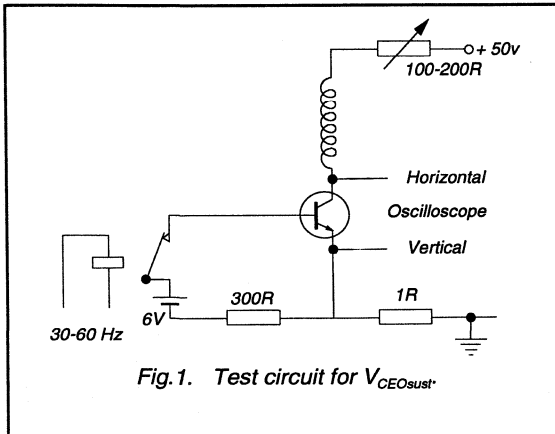 + 50v
100-200R
Horizontal
Oscilloscope
Vertical
300R
1R
6V
30-60 Hz
Fig.1. Test circuit for VCEOsust.